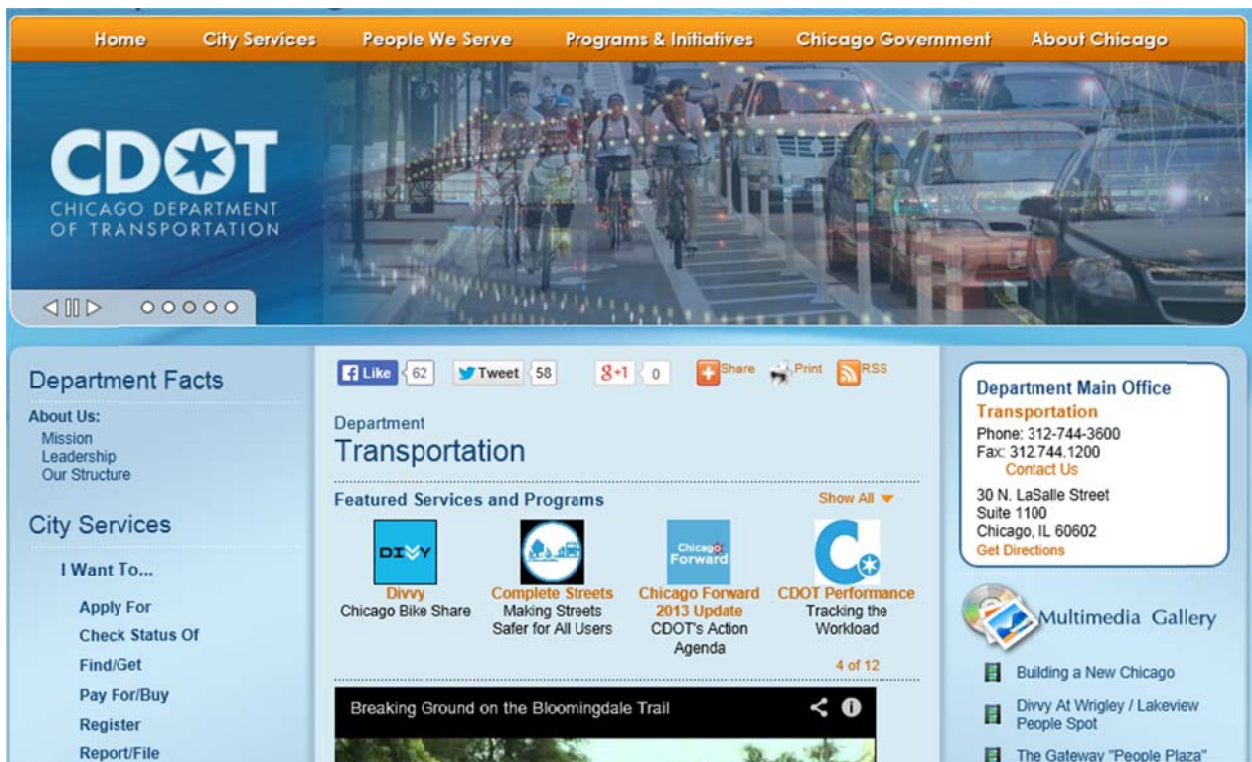 Home City Services People We Serve Programs & Initiatives Chicago Government About Chicago
CDOT
CHICAGO DEPARTMENT
OF TRANSPORTATION
Department Facts
About Us:
Mission
Leadership
Our Structure
City Services
I Want To...
Apply For
Check Status Of
Find/Get
Pay For/Buy
Register
Report/File
Like 62 Tweet 58 g+1 0 Share Print RSS
Department
Transportation
Featured Services and Programs Show All
DIVVY
Divvy
Chicago Bike Share
Complete Streets
Making Streets
Safer for All Users
Chicago
Forward
Chicago Forward
2013 Update
CDOT's Action
Agenda
CDOT Performance
Tracking the
Workload
4 of 12
Breaking Ground on the Bloomingdale Trail
Department Main Office
Transportation
Phone: 312-744-3600
Fax: 312.744.1200
Contact Us
30 N. LaSalle Street
Suite 1100
Chicago, IL 60602
Get Directions
Multimedia Gallery
Building a New Chicago
Divvy At Wrigley / Lakeview
People Spot
The Gateway "People Plaza"